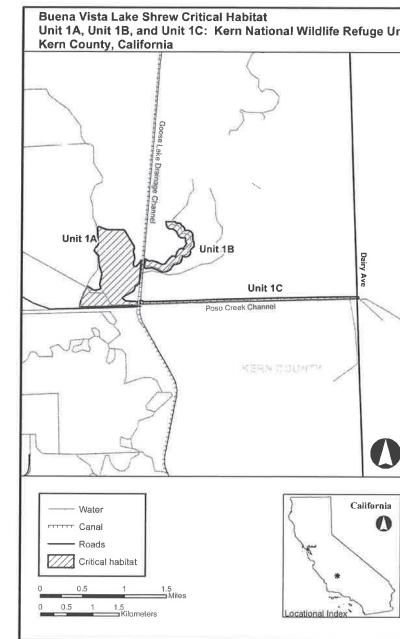 Buena Vista Lake Shrew Critical Habitat
Unit 1A, Unit 1B, and Unit 1C: Kern National Wildlife Refuge Un
Kern County, California
Goose Lake Drainage Channel
Unit 1A
Unit 1B
Unit 1C
Dairy Ave
Poso Creek Channel
KERN COUNTY
Water
Canal
Roads
Critical habitat
0 0.5 1 1.5
Miles
0 0.5 1 1.5
Kilometers
California
Locational Index